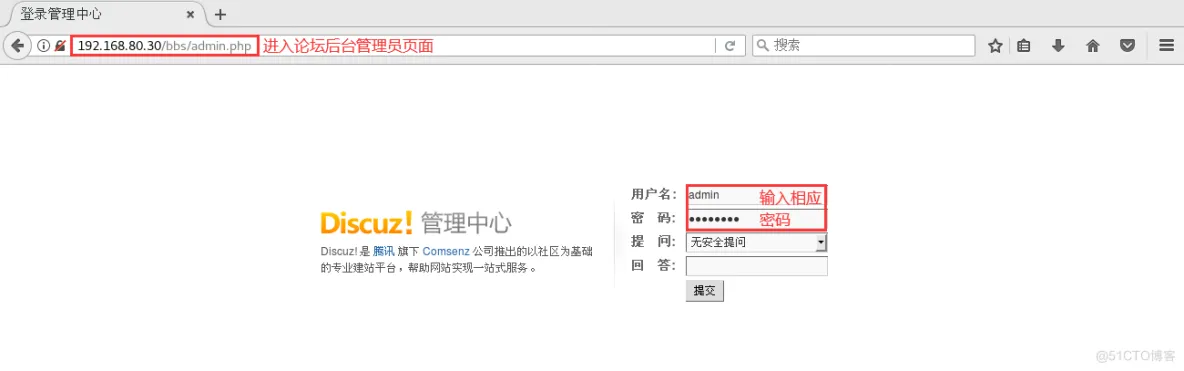 登录管理中心
192.168.80.30/bbs/admin.php 进入论坛后台管理员页面
搜索
用户名: admin 输入相应
密 码: ●●●●●●●● 密码
Discuz! 管理中心
提 问: 无安全提问
Discuz! 是 腾讯 旗下 Comsenz 公司推出的以社区为基础
的专业建站平台，帮助网站实现一站式服务。
回 答:
提交
@51CTO博客